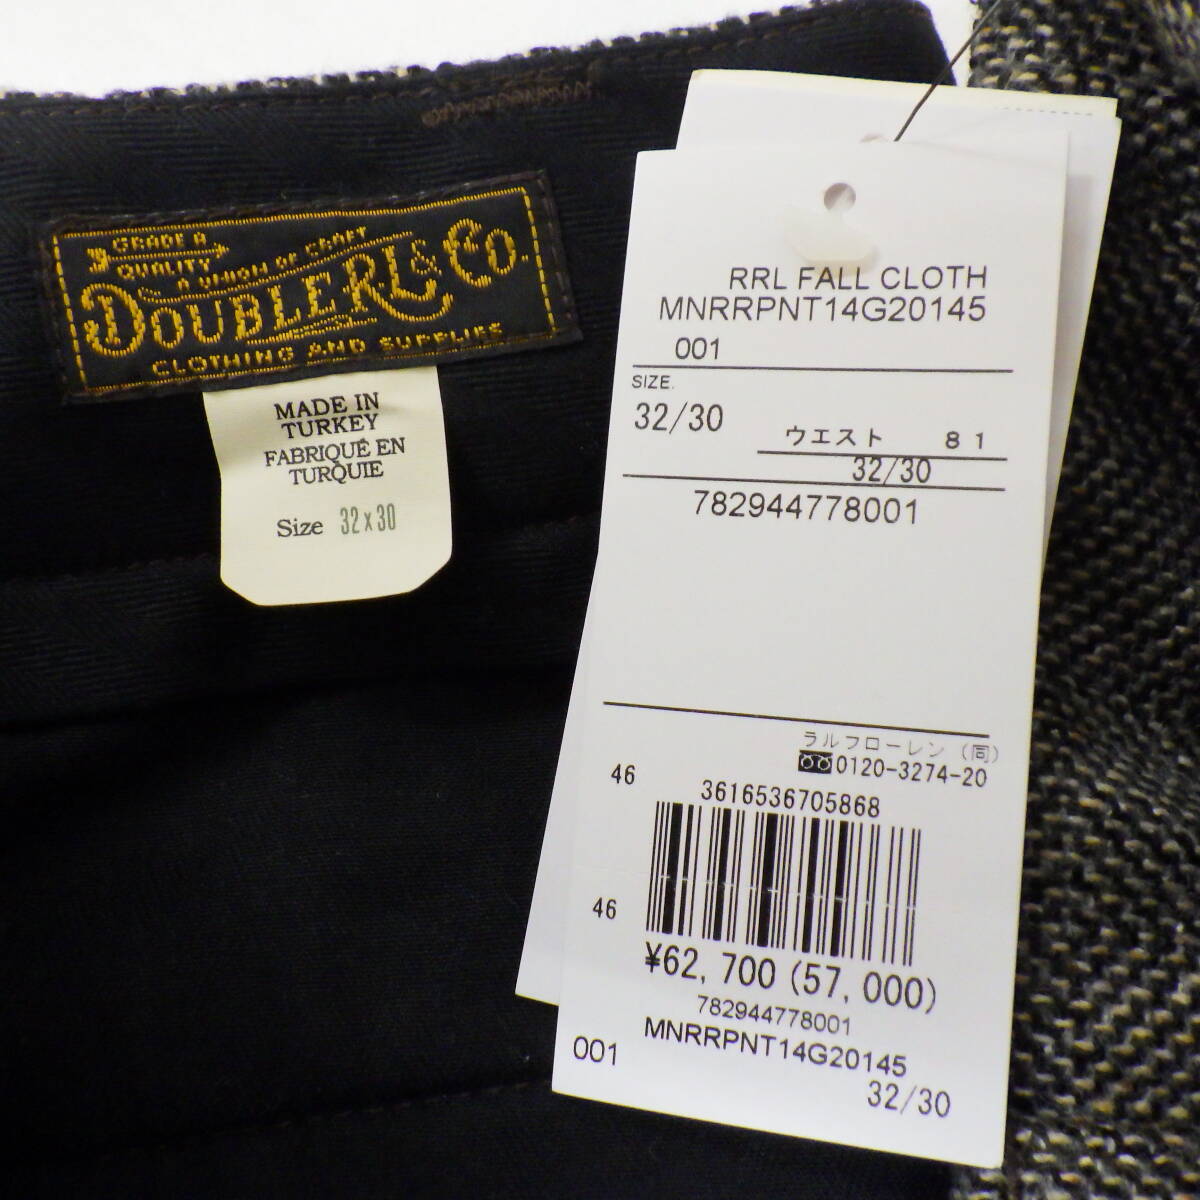 GRADE A
QUALITY
A UNION OF CRAFT
DOUBLE RL & CO.
CLOTHING AND SUPPLIES
MADE IN
TURKEY
FABRIQUÉ EN
TURQUIE
Size 32 x 30
RRL FALL CLOTH
MNRRPNT14G20145
001
SIZE.
32/30
ウエスト 81
32/30
782944778001
ラルフローレン(同)
0120-3274-20
46
3616536705868
46
¥62,700 (57,000)
782944778001
MNRRPNT14G20145
001
32/30